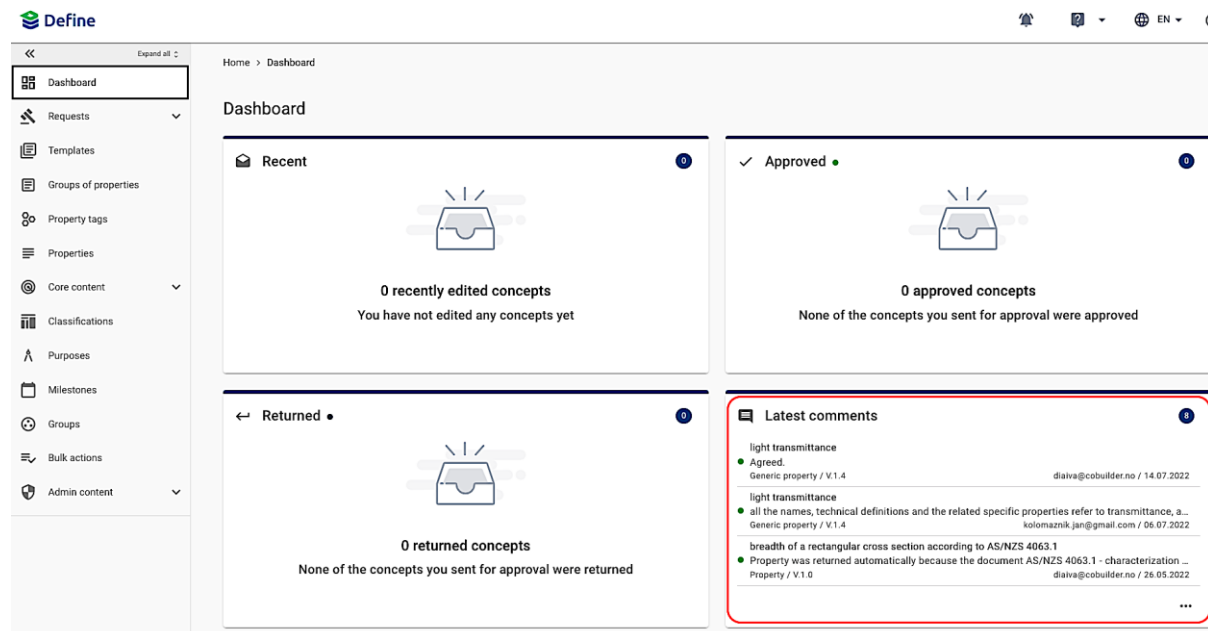 Define
EN
Expand all
Dashboard
Requests
Templates
Groups of properties
Property tags
Properties
Core content
Classifications
Purposes
Milestones
Groups
Bulk actions
Admin content
Home > Dashboard
Dashboard
Recent
0
0 recently edited concepts
You have not edited any concepts yet
Approved
0
0 approved concepts
None of the concepts you sent for approval were approved
Returned
0
0 returned concepts
None of the concepts you sent for approval were returned
Latest comments
8
light transmittance
Agreed.
Generic property / V.1.4 diaiva@cobuilder.no / 14.07.2022
light transmittance
all the names, technical definitions and the related specific properties refer to transmittance, a...
Generic property / V.1.4 kolomaznik.jan@gmail.com / 06.07.2022
breadth of a rectangular cross section according to AS/NZS 4063.1
Property was returned automatically because the document AS/NZS 4063.1 - characterization ...
Property / V.1.0 diaiva@cobuilder.no / 26.05.2022